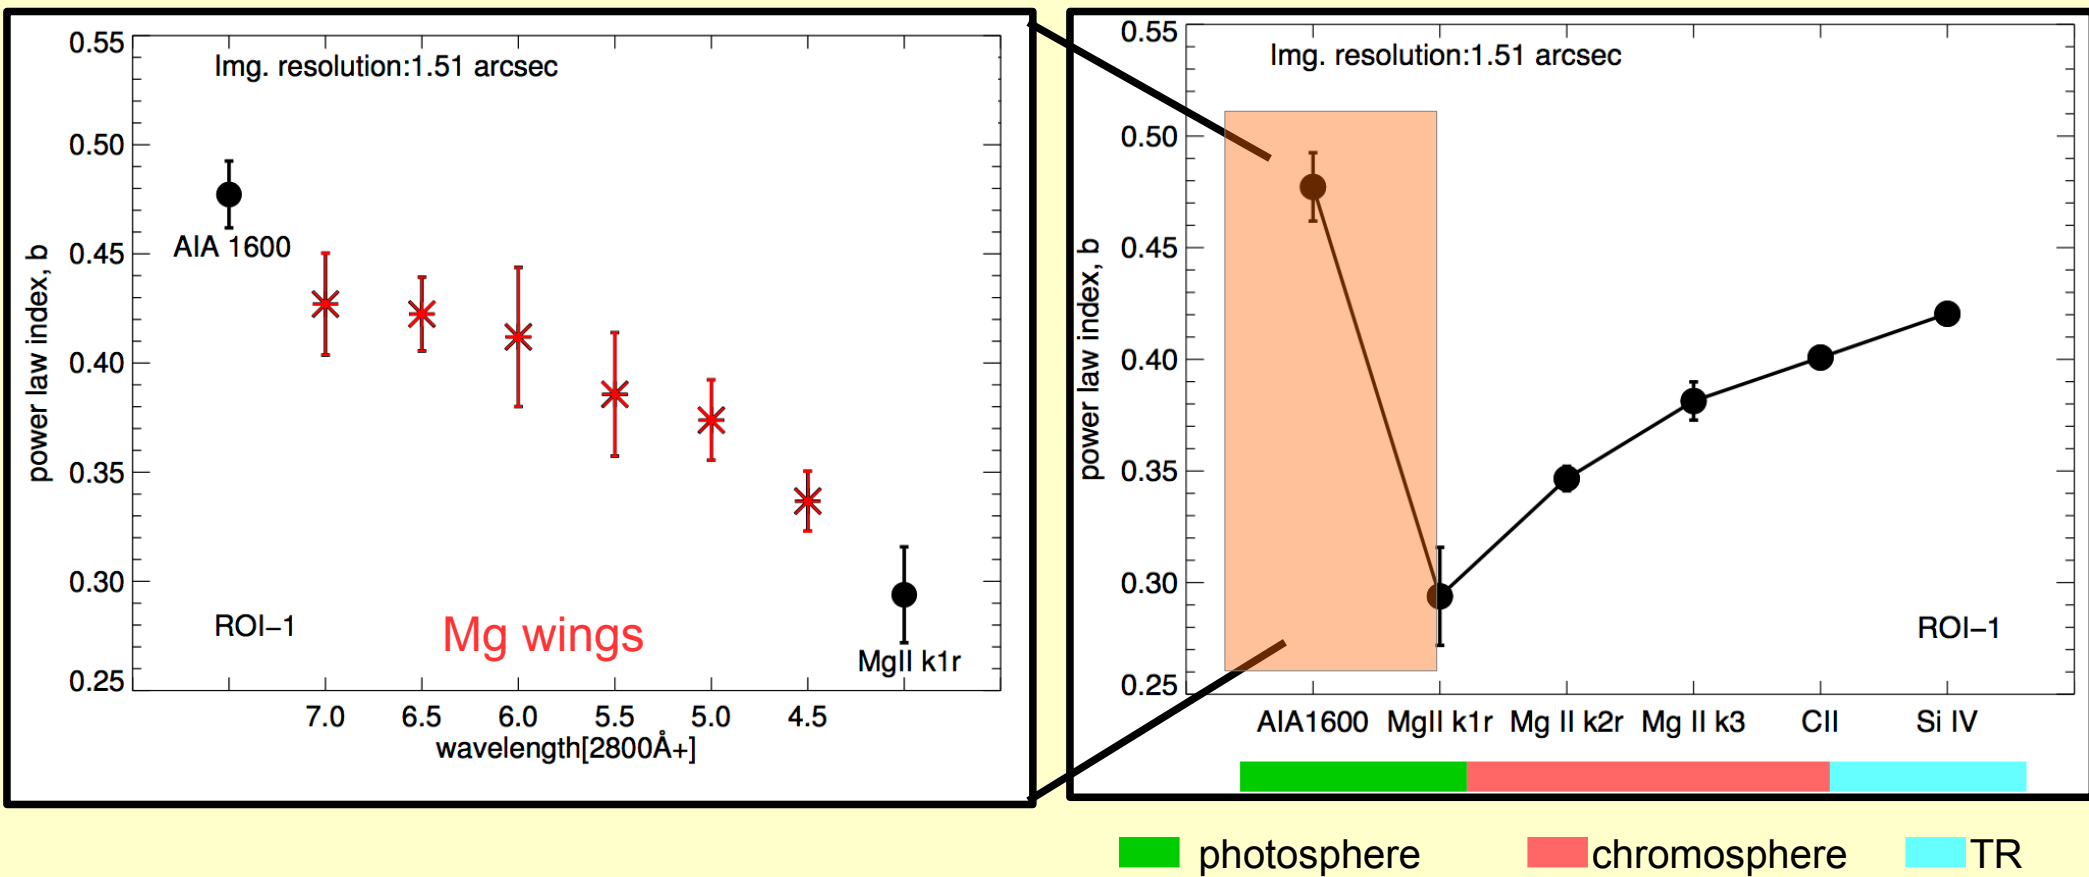 0.55
Img. resolution:1.51 arcsec
0.50
AIA 1600
0.45
0.40
0.35
0.30
0.25
power law index, b
ROI–1
Mg wings
MgII k1r
7.0 6.5 6.0 5.5 5.0 4.5
wavelength[2800Å+]
0.55
Img. resolution:1.51 arcsec
0.50
0.45
0.40
0.35
0.30
0.25
power law index, b
ROI–1
AIA1600 MgII k1r Mg II k2r Mg II k3 CII Si IV
photosphere chromosphere TR